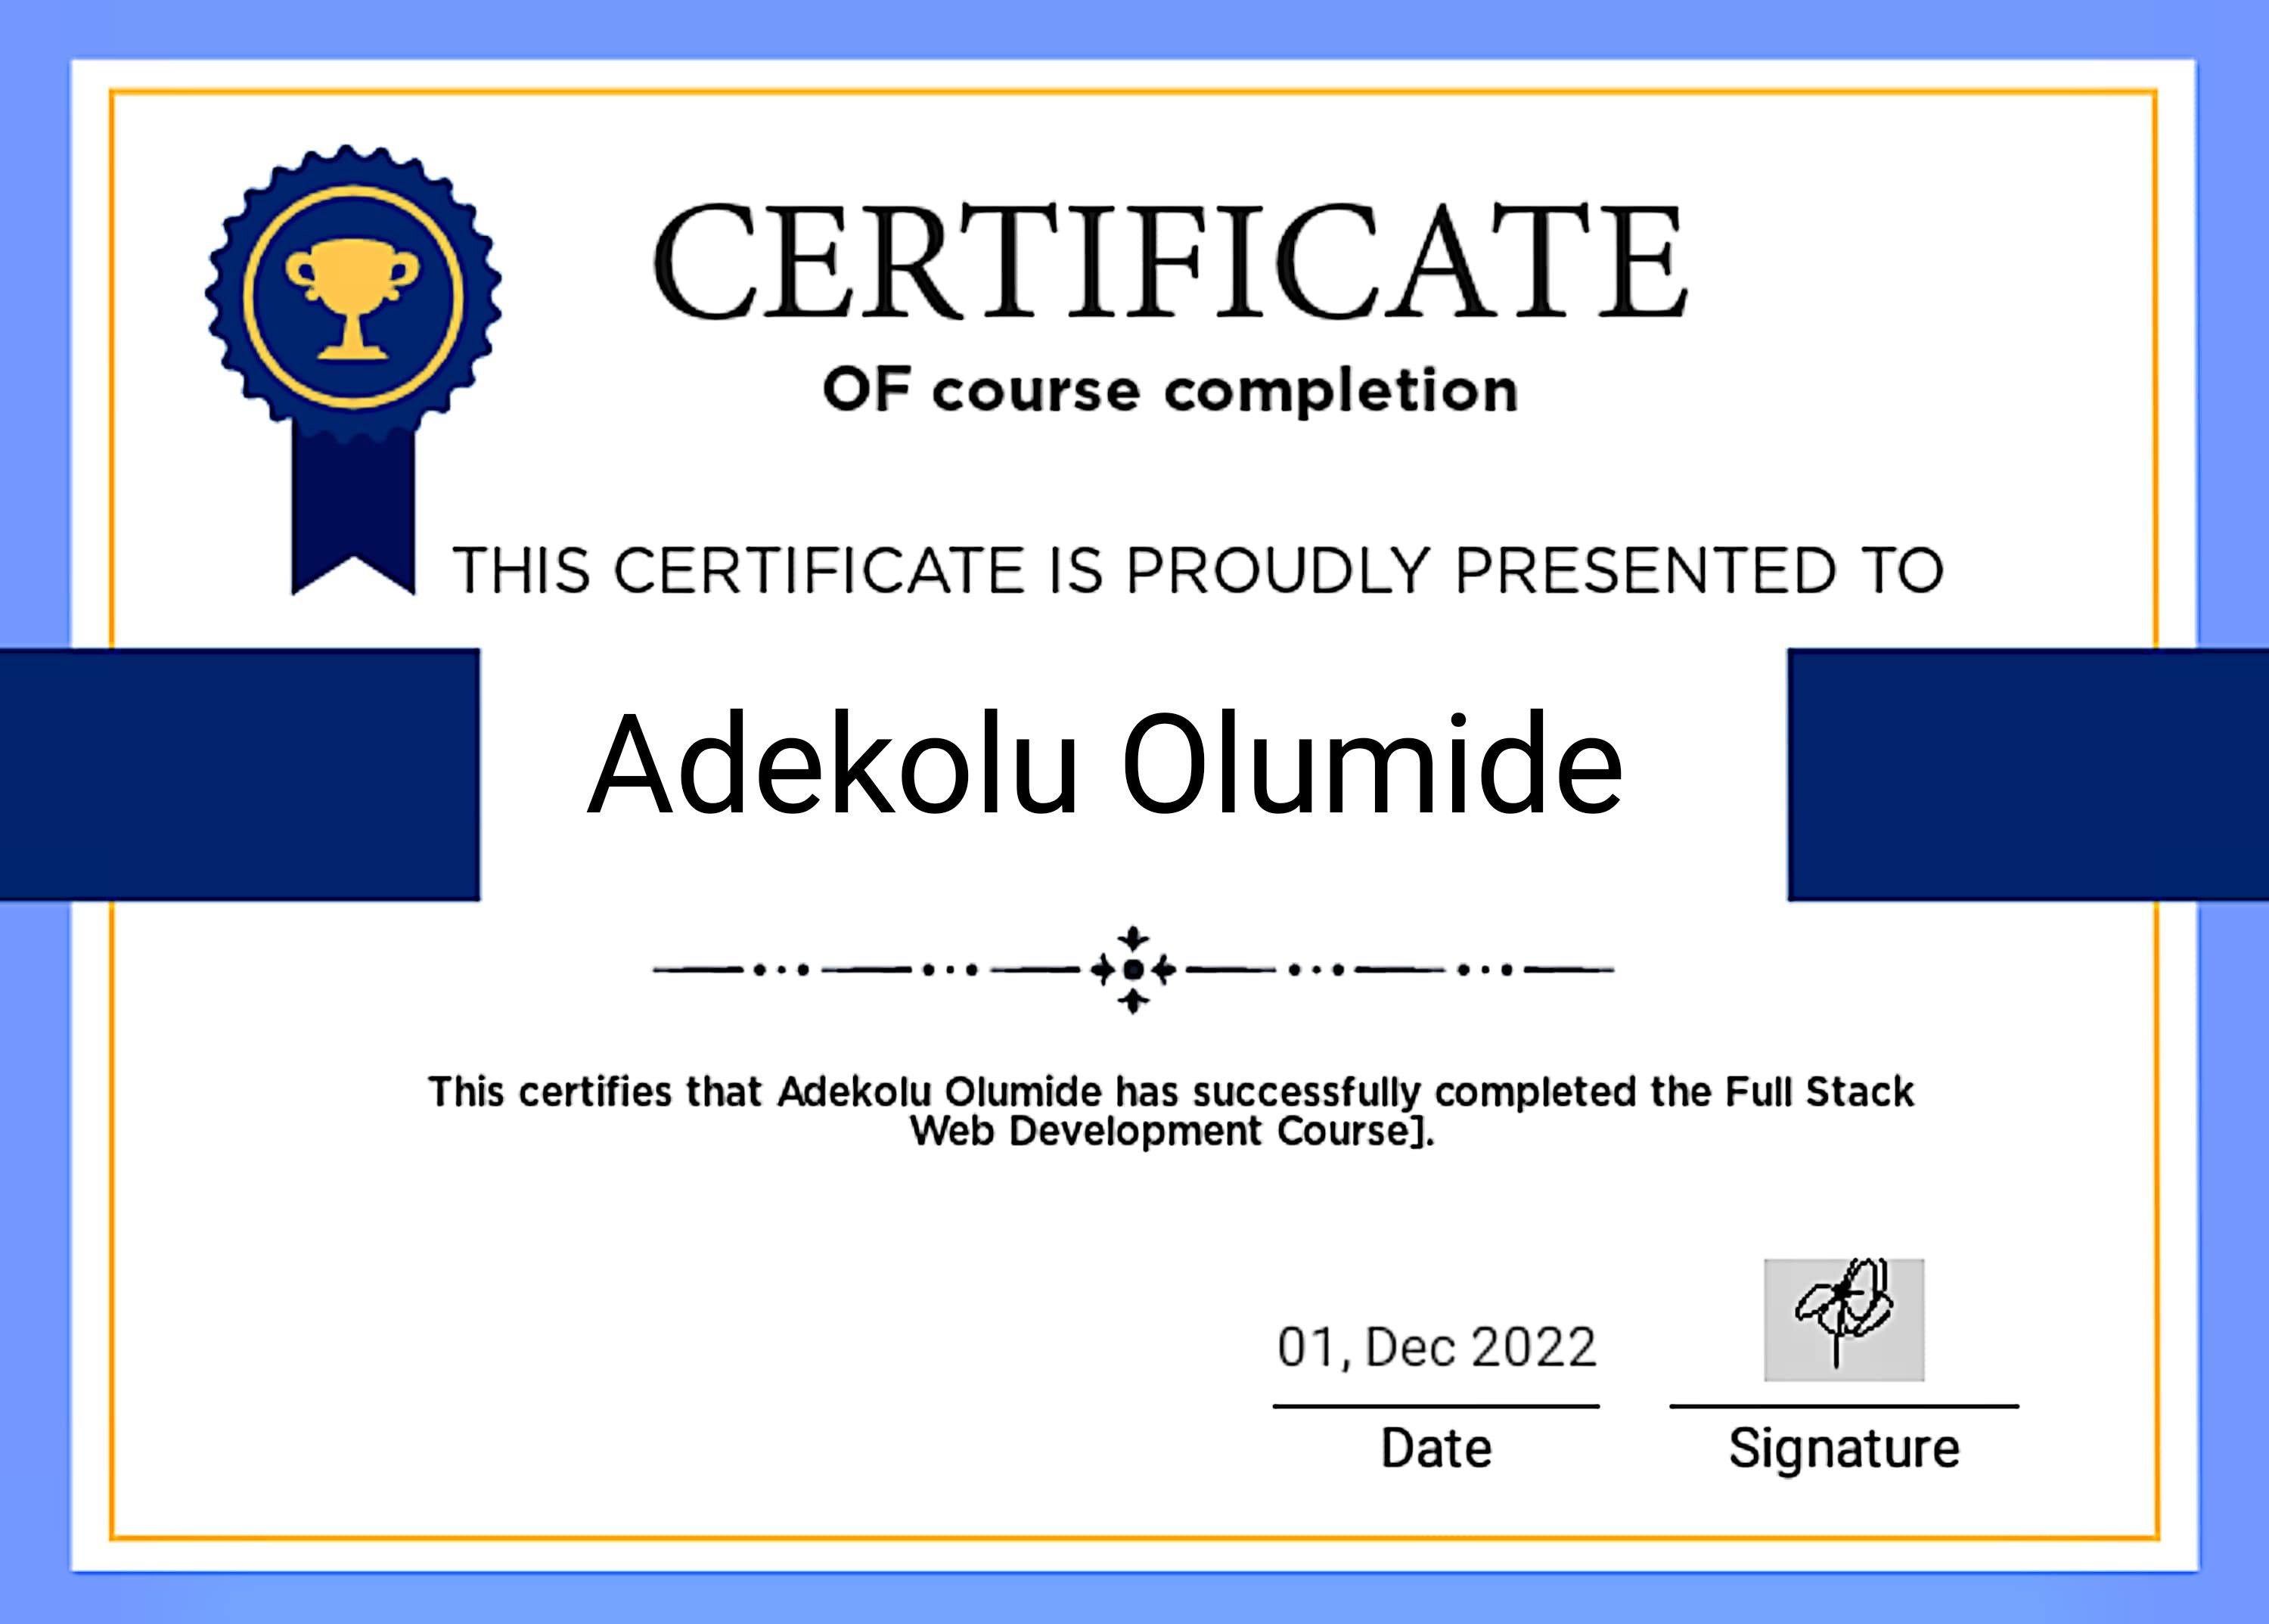 CERTIFICATE
OF course completion
THIS CERTIFICATE IS PROUDLY PRESENTED TO
Adekolu Olumide
This certifies that Adekolu Olumide has successfully completed the Full Stack
Web Development Course].
01, Dec 2022
Date
Signature